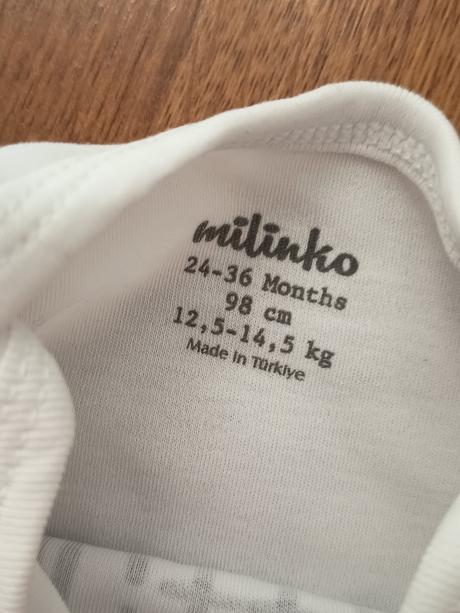 milinko
24-36 Months
98 cm
12,5-14,5 kg
Made in Türkiye